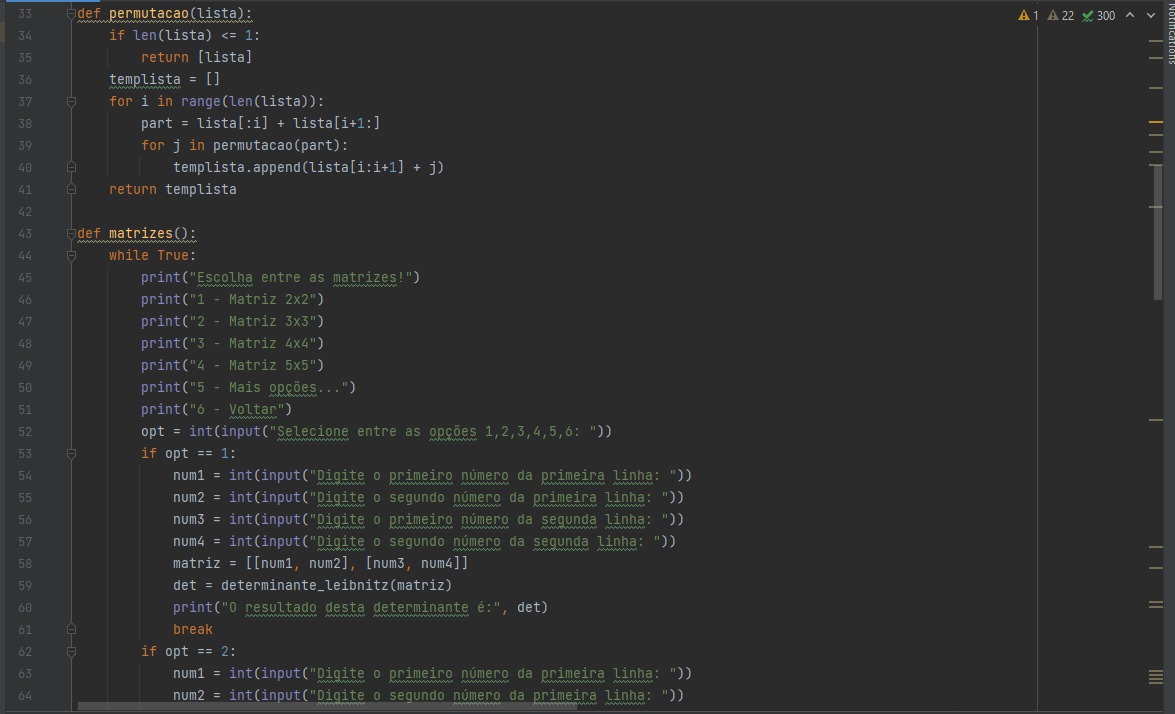 1 22 300
Notifications
33 def permutacao(lista):
34     if len(lista) <= 1:
35         return [lista]
36     templista = []
37     for i in range(len(lista)):
38         part = lista[:i] + lista[i+1:]
39         for j in permutacao(part):
40             templista.append(lista[i:i+1] + j)
41     return templista
42
43 def matrizes():
44     while True:
45         print("Escolha entre as matrizes!")
46         print("1 - Matriz 2x2")
47         print("2 - Matriz 3x3")
48         print("3 - Matriz 4x4")
49         print("4 - Matriz 5x5")
50         print("5 - Mais opções...")
51         print("6 - Voltar")
52         opt = int(input("Selecione entre as opções 1,2,3,4,5,6: "))
53         if opt == 1:
54             num1 = int(input("Digite o primeiro número da primeira linha: "))
55             num2 = int(input("Digite o segundo número da primeira linha: "))
56             num3 = int(input("Digite o primeiro número da segunda linha: "))
57             num4 = int(input("Digite o segundo número da segunda linha: "))
58             matriz = [[num1, num2], [num3, num4]]
59             det = determinante_leibnitz(matriz)
60             print("O resultado desta determinante é:", det)
61             break
62         if opt == 2:
63             num1 = int(input("Digite o primeiro número da primeira linha: "))
64             num2 = int(input("Digite o segundo número da primeira linha: "))